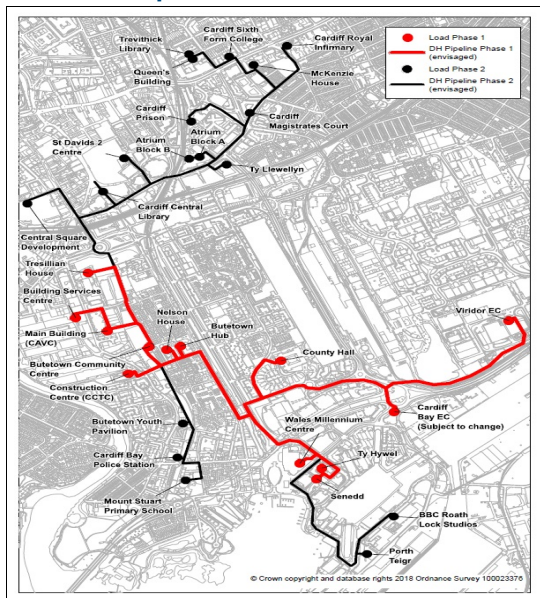 Trevithick
Library
Cardiff Sixth
Form College
Cardiff Royal
Infirmary
Load Phase 1
DH Pipeline Phase 1
(envisaged)
Load Phase 2
DH Pipeline Phase 2
(envisaged)
Queen's
Building
McKenzie
House
Cardiff
Prison
Cardiff
Magistrates Court
St Davids 2
Centre
Atrium
Block B
Atrium
Block A
Ty Llewellyn
Cardiff Central
Library
Central Square
Development
Tresillian
House
Building Services
Centre
Nelson
House
Butetown
Hub
Viridor EC
Main Building
(CAVC)
County Hall
Butetown Community
Centre
Construction
Centre (CCTC)
Cardiff
Bay EC
(Subject to change)
Wales Millennium
Centre
Butetown Youth
Pavilion
Ty Hywel
Cardiff Bay
Police Station
Senedd
Mount Stuart
Primary School
BBC Roath
Lock Studios
Porth
Teigr
© Crown copyright and database rights 2018 Ordnance Survey 100023376